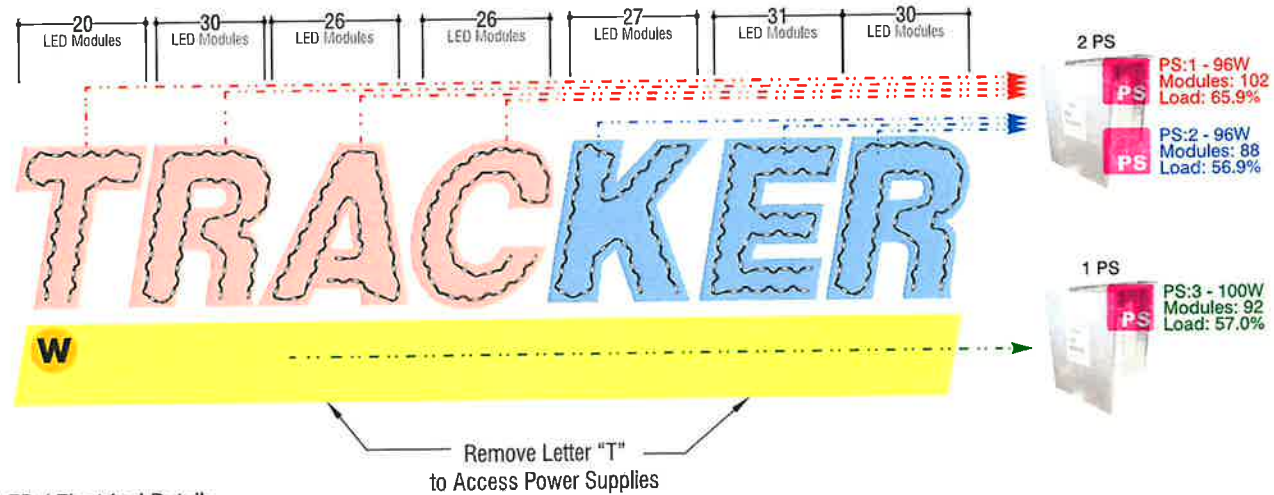 20
LED Modules
30
LED Modules
26
LED Modules
26
LED Modules
27
LED Modules
31
LED Modules
30
LED Modules
2 PS
PS:1 - 96W
Modules: 102
Load: 65.9%
PS
PS:2 - 96W
Modules: 88
Load: 56.9%
PS
TRACKER
1 PS
PS:3 - 100W
Modules: 92
Load: 57.0%
PS
W
Remove Letter "T"
to Access Power Supplies